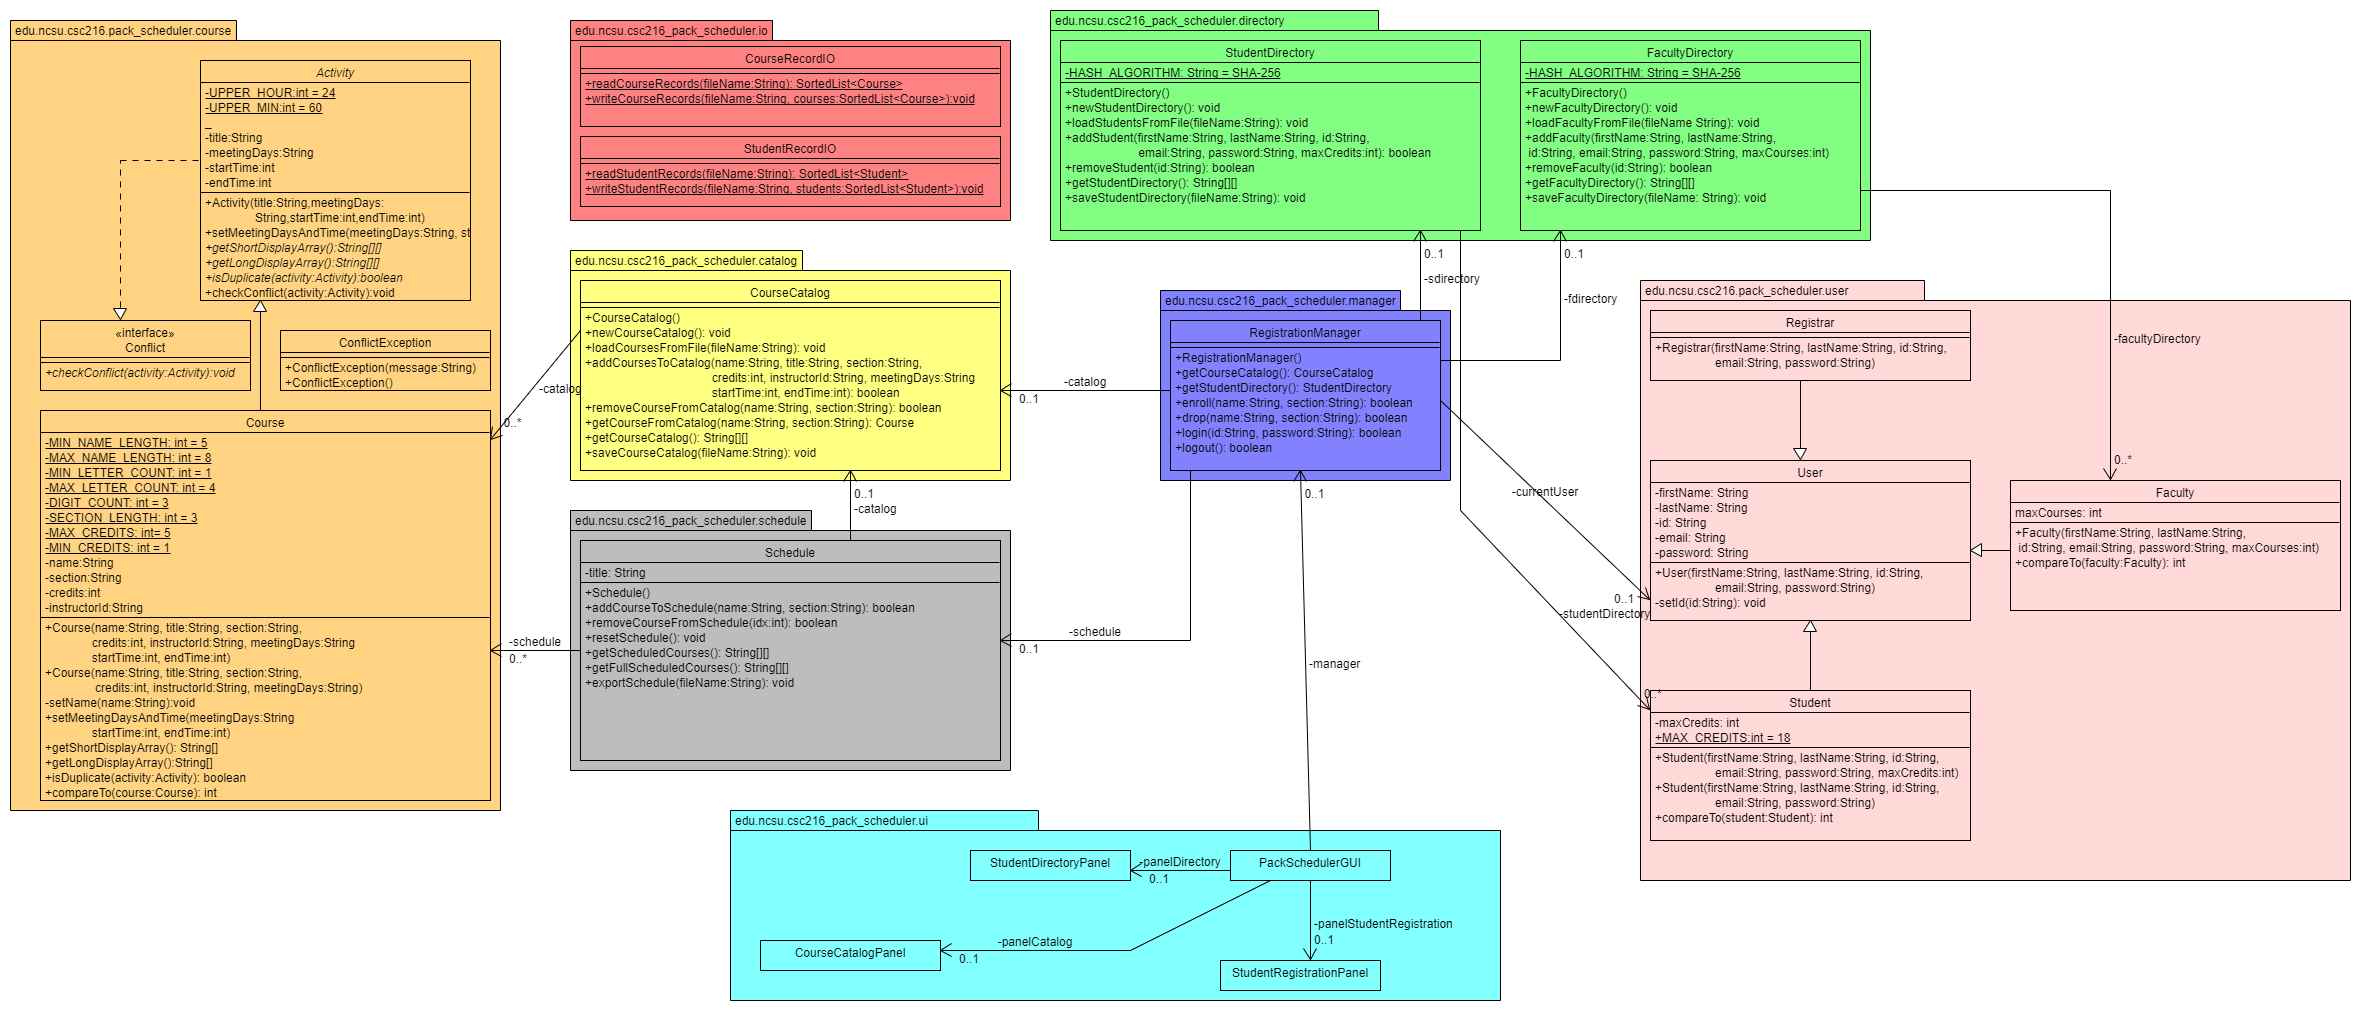 edu.ncsu.csc216.pack_scheduler.course
Activity
-UPPER_HOUR:int = 24
-UPPER_MIN:int = 60
-title:String
-meetingDays:String
-startTime:int
-endTime:int
+Activity(title:String,meetingDays:
String,startTime:int,endTime:int)
+setMeetingDaysAndTime(meetingDays:String, st
+getShortDisplayArray():String[][]
+getLongDisplayArray():String[][]
+isDuplicate(activity:Activity):boolean
+checkConflict(activity:Activity):void
«interface»
Conflict
+checkConflict(activity:Activity):void
ConflictException
+ConflictException(message:String)
+ConflictException()
Course
-MIN_NAME_LENGTH: int = 5
-MAX_NAME_LENGTH: int = 8
-MIN_LETTER_COUNT: int = 1
-MAX_LETTER_COUNT: int = 4
-DIGIT_COUNT: int = 3
-SECTION_LENGTH: int = 3
-MAX_CREDITS: int= 5
-MIN_CREDITS: int = 1
-name:String
-section:String
-credits:int
-instructorId:String
+Course(name:String, title:String, section:String,
credits:int, instructorId:String, meetingDays:String
startTime:int, endTime:int)
+Course(name:String, title:String, section:String,
credits:int, instructorId:String, meetingDays:String)
-setName(name:String):void
+setMeetingDaysAndTime(meetingDays:String
startTime:int, endTime:int)
+getShortDisplayArray(): String[]
+getLongDisplayArray():String[]
+isDuplicate(activity:Activity): boolean
+compareTo(course:Course): int
edu.ncsu.csc216_pack_scheduler.io
CourseRecordIO
+readCourseRecords(fileName:String): SortedList<Course>
+writeCourseRecords(fileName:String, courses:SortedList<Course>):void
StudentRecordIO
+readStudentRecords(fileName:String): SortedList<Student>
+writeStudentRecords(fileName:String, students:SortedList<Student>):void
edu.ncsu.csc216_pack_scheduler.catalog
CourseCatalog
+CourseCatalog()
+newCourseCatalog(): void
+loadCoursesFromFile(fileName:String): void
+addCoursesToCatalog(name:String, title:String, section:String,
credits:int, instructorId:String, meetingDays:String
startTime:int, endTime:int): boolean
+removeCourseFromCatalog(name:String, section:String): boolean
+getCourseFromCatalog(name:String, section:String): Course
+getCourseCatalog(): String[][]
+saveCourseCatalog(fileName:String): void
-catalog
0..*
0..1
-catalog
edu.ncsu.csc216_pack_scheduler.schedule
Schedule
-title: String
+Schedule()
+addCourseToSchedule(name:String, section:String): boolean
+removeCourseFromSchedule(idx:int): boolean
+resetSchedule(): void
+getScheduledCourses(): String[][]
+getFullScheduledCourses(): String[][]
+exportSchedule(fileName:String): void
-schedule
0..*
edu.ncsu.csc216_pack_scheduler.directory
StudentDirectory
-HASH_ALGORITHM: String = SHA-256
+StudentDirectory()
+newStudentDirectory(): void
+loadStudentsFromFile(fileName:String): void
+addStudent(firstName:String, lastName:String, id:String,
email:String, password:String, maxCredits:int): boolean
+removeStudent(id:String): boolean
+getStudentDirectory(): String[][]
+saveStudentDirectory(fileName:String): void
FacultyDirectory
-HASH_ALGORITHM: String = SHA-256
+FacultyDirectory()
+newFacultyDirectory(): void
+loadFacultyFromFile(fileName String): void
+addFaculty(firstName:String, lastName:String,
id:String, email:String, password:String, maxCourses:int)
+removeFaculty(id:String): boolean
+getFacultyDirectory(): String[][]
+saveFacultyDirectory(fileName: String): void
0..1
-sdirectory
0..1
-fdirectory
edu.ncsu.csc216_pack_scheduler.manager
RegistrationManager
+RegistrationManager()
+getCourseCatalog(): CourseCatalog
+getStudentDirectory(): StudentDirectory
+enroll(name:String, section:String): boolean
+drop(name:String, section:String): boolean
+login(id:String, password:String): boolean
+logout(): boolean
-catalog
0..1
-schedule
0..1
0..1
-manager
-currentUser
0..1
-studentDirectory
0..*
-facultyDirectory
0..*
edu.ncsu.csc216.pack_scheduler.user
Registrar
+Registrar(firstName:String, lastName:String, id:String,
email:String, password:String)
User
-firstName: String
-lastName: String
-id: String
-email: String
-password: String
+User(firstName:String, lastName:String, id:String,
email:String, password:String)
-setId(id:String): void
Faculty
maxCourses: int
+Faculty(firstName:String, lastName:String,
id:String, email:String, password:String, maxCourses:int)
+compareTo(faculty:Faculty): int
Student
-maxCredits: int
+MAX_CREDITS:int = 18
+Student(firstName:String, lastName:String, id:String,
email:String, password:String, maxCredits:int)
+Student(firstName:String, lastName:String, id:String,
email:String, password:String)
+compareTo(student:Student): int
edu.ncsu.csc216_pack_scheduler.ui
StudentDirectoryPanel
-panelDirectory
0..1
PackSchedulerGUI
-panelCatalog
0..1
CourseCatalogPanel
-panelStudentRegistration
0..1
StudentRegistrationPanel